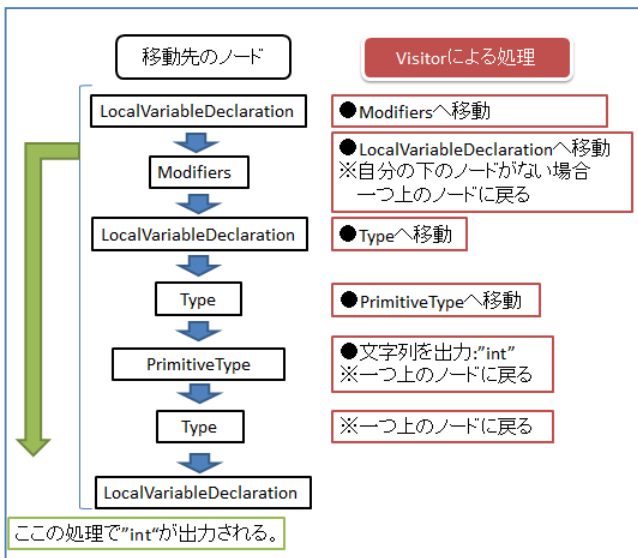 移動先のノード
Visitorによる処理
LocalVariableDeclaration
●Modifiersへ移動
Modifiers
●LocalVariableDeclarationへ移動
※自分の下のノードがない場合
一つ上のノードに戻る
LocalVariableDeclaration
●Typeへ移動
Type
●PrimitiveTypeへ移動
PrimitiveType
●文字列を出力:"int"
※一つ上のノードに戻る
Type
※一つ上のノードに戻る
LocalVariableDeclaration
ここの処理で"int"が出力される。